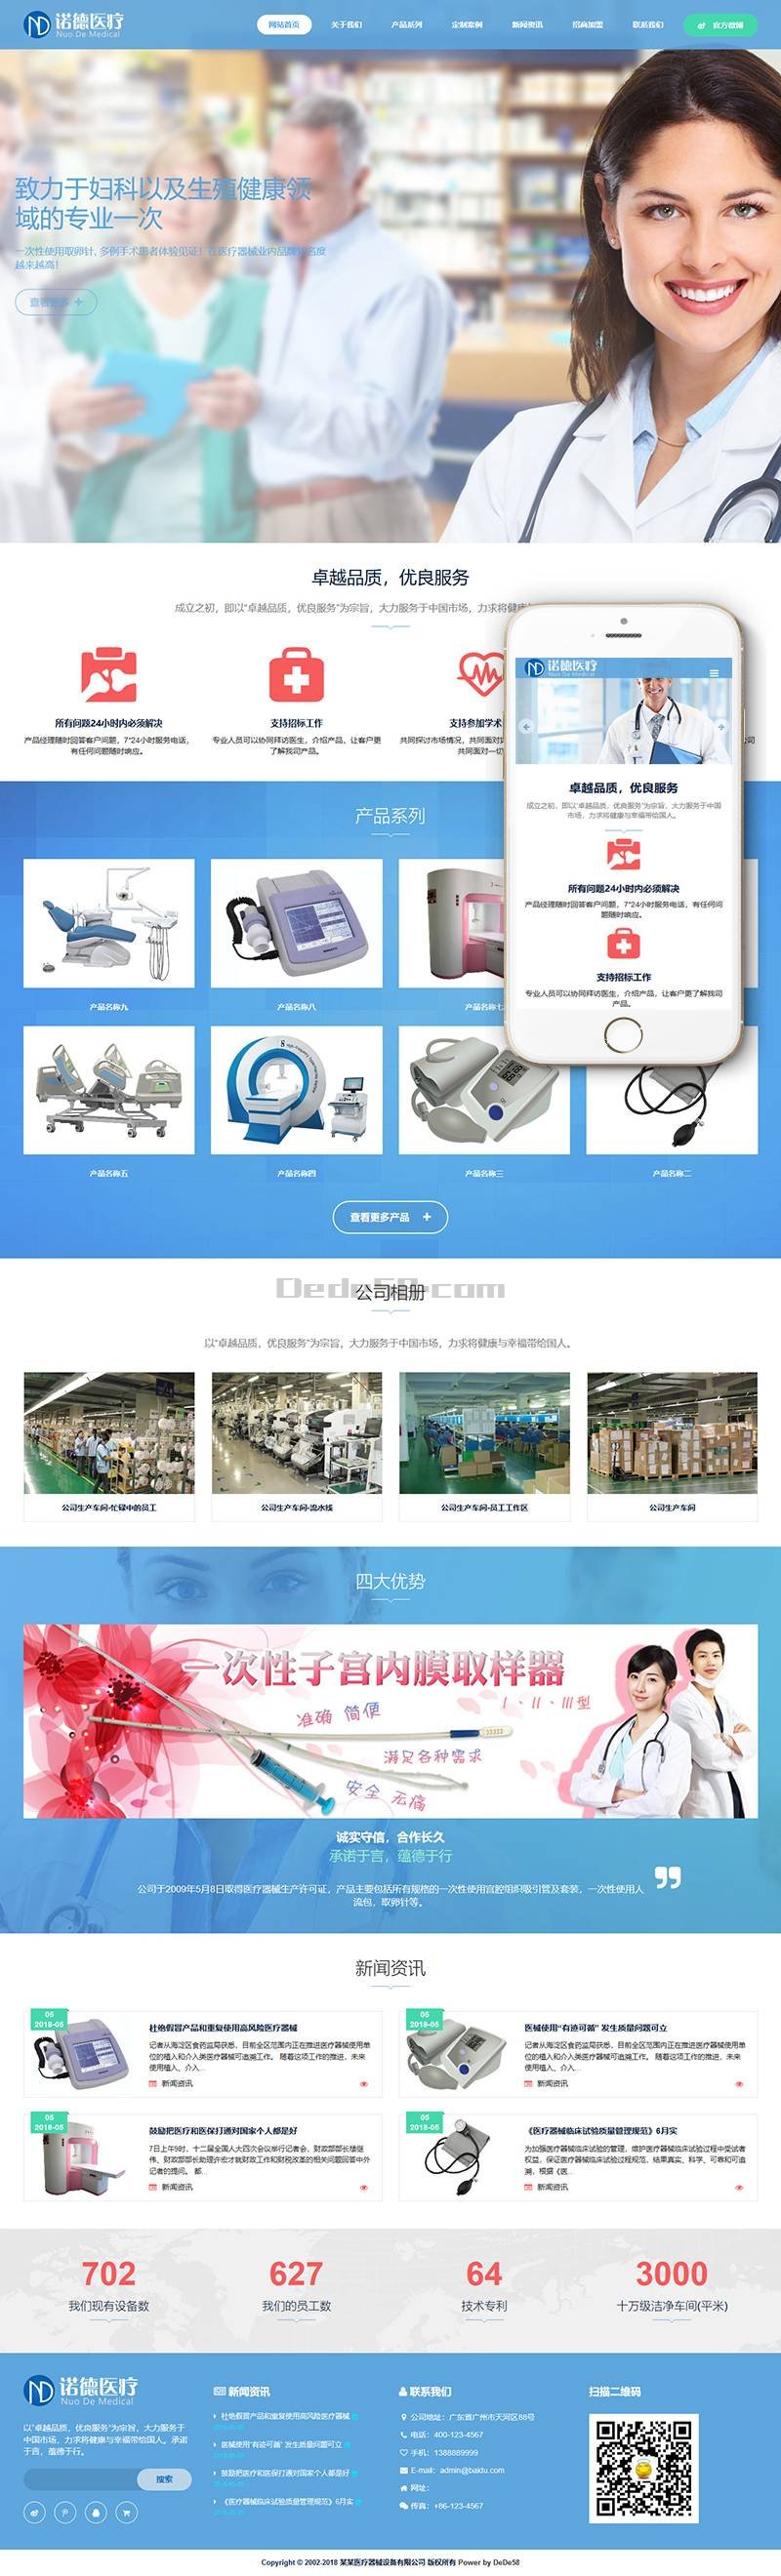 诺德医疗
Nuo De Medical
网站首页 关于我们 产品系列 定制案例 新闻资讯 招商加盟 联系我们 官方微博
致力于妇科以及生殖健康领
域的专业一次
一次性使用取卵针, 多例手术患者体验见证! 在医疗器械业内品牌知名度
越来越高!
查看更多
卓越品质，优良服务
成立之初，即以“卓越品质，优良服务”为宗旨，大力服务于中国市场，力求将健康
所有问题24小时内必须解决
产品经理随时回答客户问题，7*24小时服务电话，
有任何问题随时响应。
支持招标工作
专业人员可以协同拜访医生，介绍产品，让客户更
了解我司产品。
支持参加学术
共同探讨市场情况，共同面对
共同面对一切
公司
诺德医疗
Nuo De Medical
卓越品质，优良服务
成立之初，即以“卓越品质，优良服务”为宗旨，大力服务于中国
市场，力求将健康与幸福带给国人。
所有问题24小时内必须解决
产品经理随时回答客户问题，7*24小时服务电话，有任何问
题随时响应。
支持招标工作
专业人员可以协同拜访医生，介绍产品，让客户更了解我司
产品。
产品系列
产品名称九
产品名称八
产品名称七
产品名称五
产品名称四
产品名称三
产品名称二
查看更多产品
公司相册
以“卓越品质，优良服务”为宗旨，大力服务于中国市场，力求将健康与幸福带给国人。
公司生产车间-忙碌中的员工
公司生产车间-流水线
公司生产车间-员工工作区
公司生产车间
四大优势
一次性子宫内膜取样器
I、II、III型
准确 简便
满足各种需求
安全 无痛
诚实守信，合作长久
承诺于言，蕴德于行
公司于2009年5月8日取得医疗器械生产许可证，产品主要包括所有规格的一次性使用宫腔组织吸引管及套装，一次性使用人
流包，取卵针等。
新闻资讯
05
2018-05
杜绝假冒产品和重复使用高风险医疗器械
记者从海淀区食药监局获悉，目前全区范围内正在推进医疗器械使用单
位的植入和介入类医疗器械可追溯工作。 随着这项工作的推进，未来
使用植入、介入...
新闻资讯
05
2018-05
医械使用“有迹可循” 发生质量问题可立
记者从海淀区食药监局获悉，目前全区范围内正在推进医疗器械使用单
位的植入和介入类医疗器械可追溯工作。 随着这项工作的推进，未来
使用植入、介入...
新闻资讯
05
2018-05
鼓励把医疗和医保打通对国家个人都是好
7日上午9时，十二届全国人大四次会议举行记者会，财政部部长楼继
伟、财政部部长助理许宏才就财政工作和财税改革的相关问题回答中外
记者的提问。 都...
新闻资讯
05
2018-05
《医疗器械临床试验质量管理规范》6月实
为加强医疗器械临床试验的管理，维护医疗器械临床试验过程中受试者
权益，保证医疗器械临床试验过程规范，结果真实、科学、可靠和可追
溯，根据《医...
新闻资讯
702
我们现有设备数
627
我们的员工数
64
技术专利
3000
十万级洁净车间(平米)
诺德医疗
Nuo De Medical
以“卓越品质，优良服务”为宗旨，大力服务于
中国市场，力求将健康与幸福带给国人。承诺
于言，蕴德于行。
搜索
新闻资讯
杜绝假冒产品和重复使用高风险医疗器械
医械使用“有迹可循” 发生质量问题可立
鼓励把医疗和医保打通对国家个人都是好
《医疗器械临床试验质量管理规范》6月实
联系我们
公司地址：广东省广州市天河区88号
电话：400-123-4567
手机：1388889999
E-mail：admin@baidu.com
网址：
传真：+86-123-4567
扫描二维码
Copyright © 2002-2018 某某医疗器械设备有限公司 版权所有 Power by DeDe58